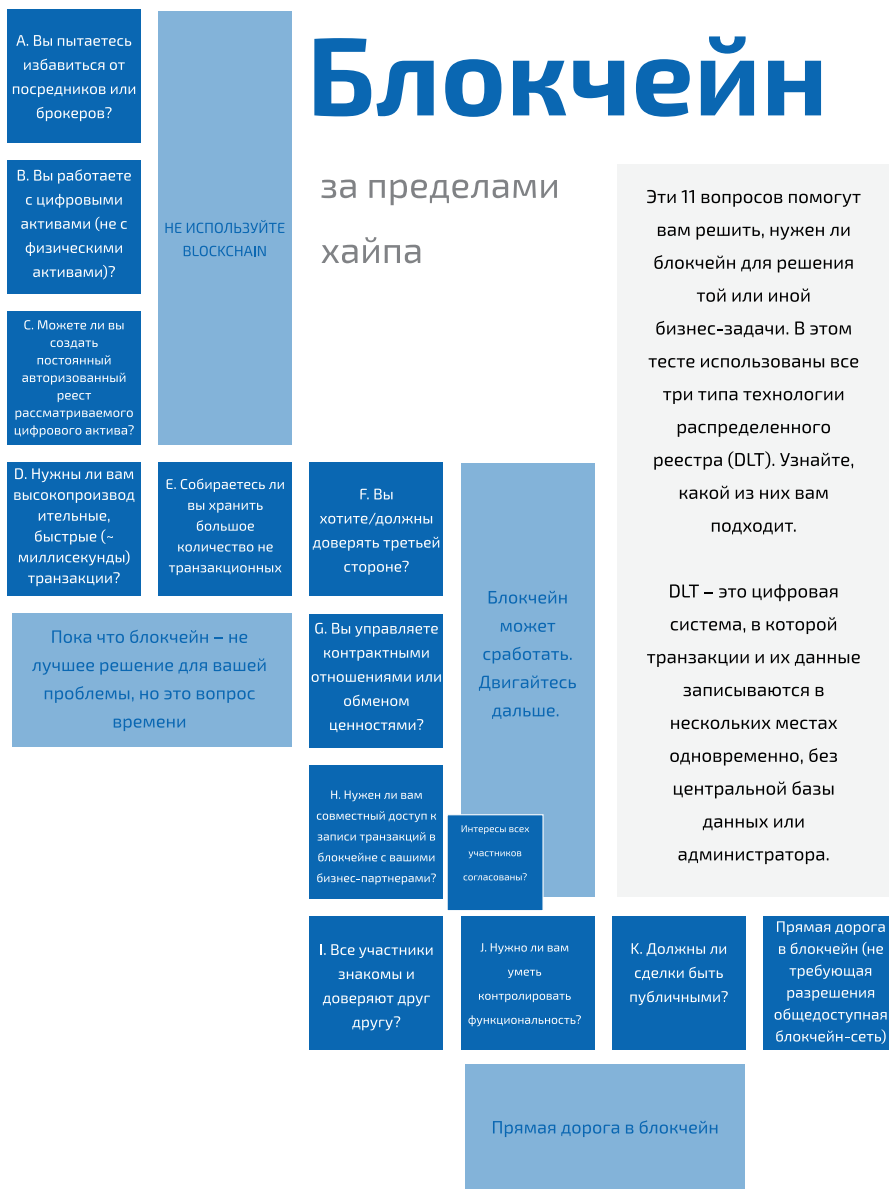 Блокчейн
за пределами
хайпа
A. Вы пытаетесь
избавиться от
посредников или
брокеров?
B. Вы работаете
с цифровыми
активами (не с
физическими
активами)?
C. Можете ли вы
создать
постоянный
авторизованный
реест
рассматриваемого
цифрового актива?
НЕ ИСПОЛЬЗУЙТЕ
BLOCKCHAIN
D. Нужны ли вам
высокопроизвод
ительные,
быстрые (~
миллисекунды)
транзакции?
E. Собираетесь ли
вы хранить
большое
количество не
транзакционных
Пока что блокчейн – не
лучшее решение для вашей
проблемы, но это вопрос
времени
F. Вы
хотите/должны
доверять третьей
стороне?
G. Вы управляете
контрактными
отношениями или
обменом
ценностями?
H. Нужен ли вам
совместный доступ к
записи транзакций в
блокчейне с вашими
бизнес-партнерами?
Блокчейн
может
сработать.
Двигайтесь
дальше.
Интересы всех
участников
согласованы?
I. Все участники
знакомы и
доверяют друг
другу?
J. Нужно ли вам
уметь
контролировать
функциональность?
K. Должны ли
сделки быть
публичными?
Прямая дорога
в блокчейн (не
требующая
разрешения
общедоступная
блокчейн-сеть)
Прямая дорога в блокчейн
Эти 11 вопросов помогут
вам решить, нужен ли
блокчейн для решения
той или иной
бизнес-задачи. В этом
тесте использованы все
три типа технологии
распределенного
реестра (DLT). Узнайте,
какой из них вам
подходит.
DLT – это цифровая
система, в которой
транзакции и их данные
записываются в
нескольких местах
одновременно, без
центральной базы
данных или
администратора.